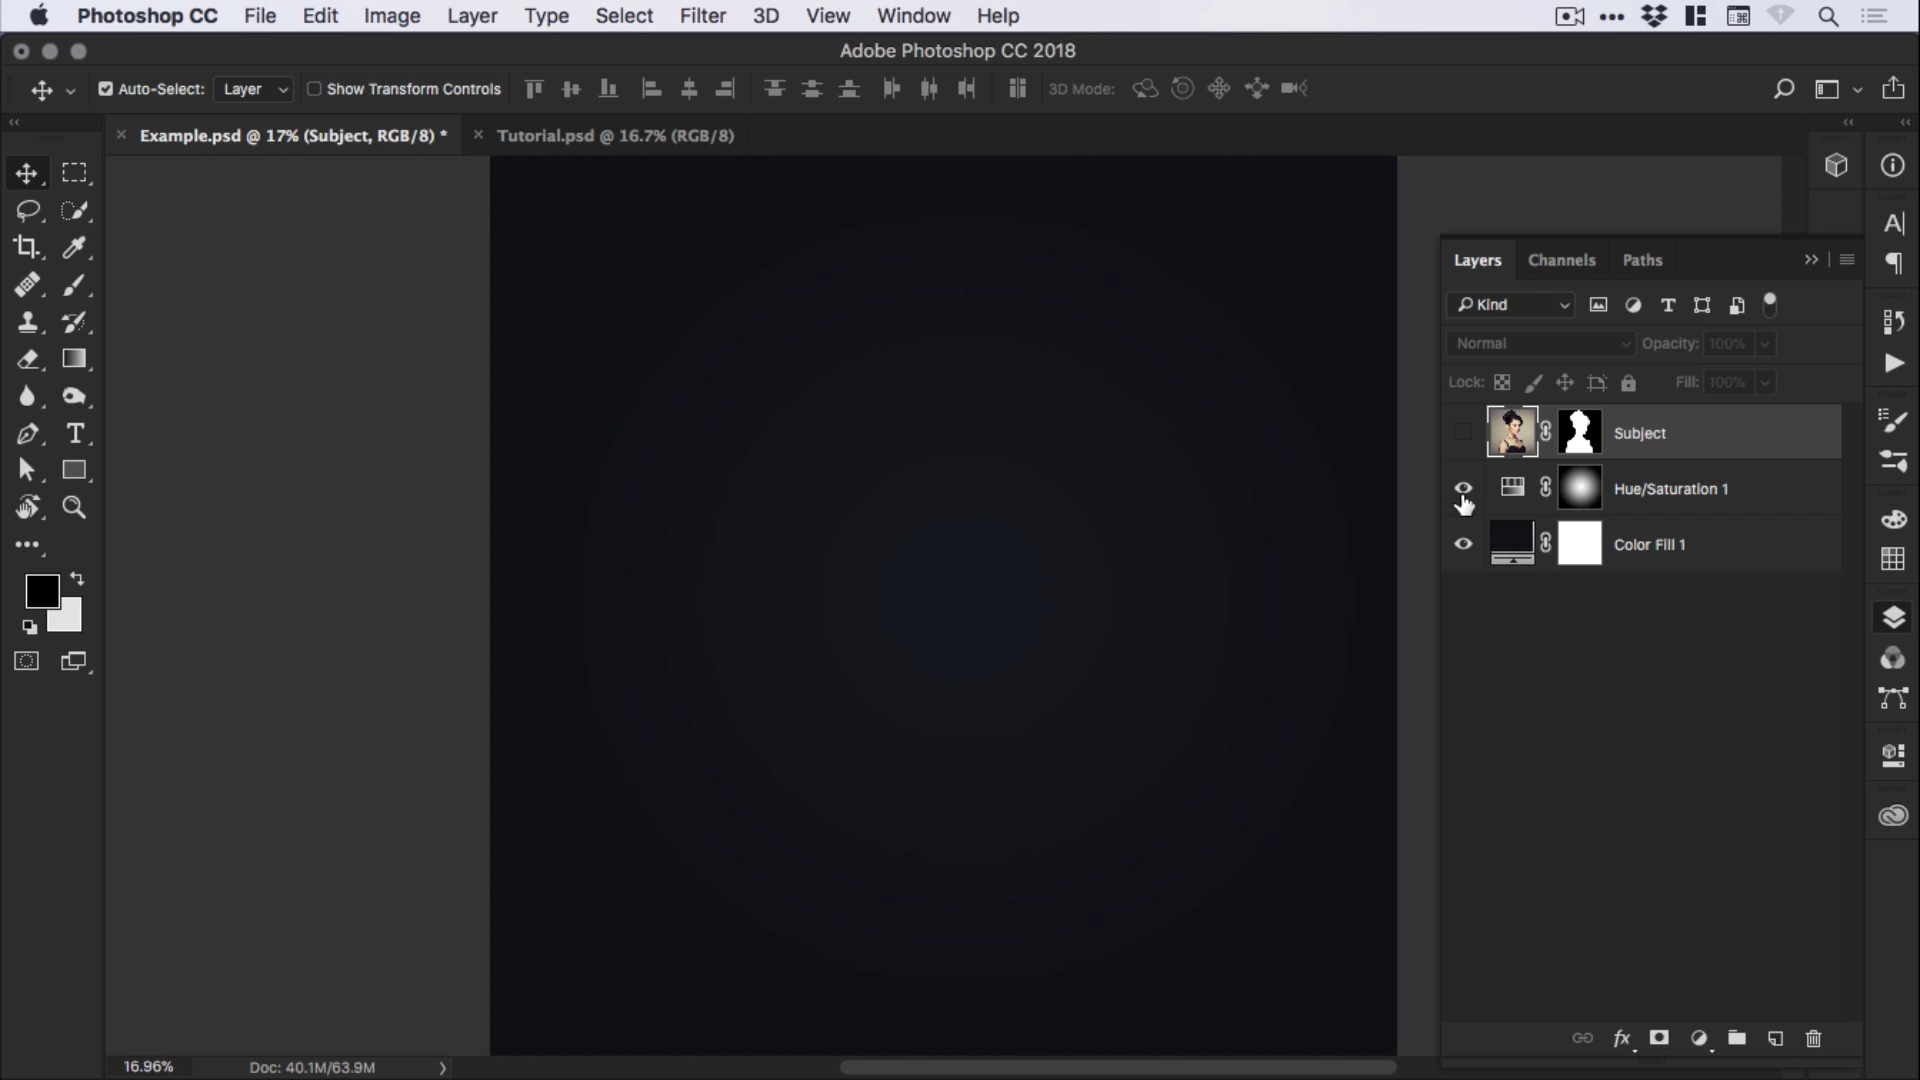 Photoshop CC File Edit Image Layer Type Select Filter 3D View Window Help
Adobe Photoshop CC 2018
Auto-Select: Layer Show Transform Controls 3D Mode:
Example.psd @ 17% (Subject, RGB/8) * Tutorial.psd @ 16.7% (RGB/8)
Layers Channels Paths
Kind
Normal Opacity: 100%
Lock: Fill: 100%
Subject
Hue/Saturation 1
Color Fill 1
16.96% Doc: 40.1M/63.9M